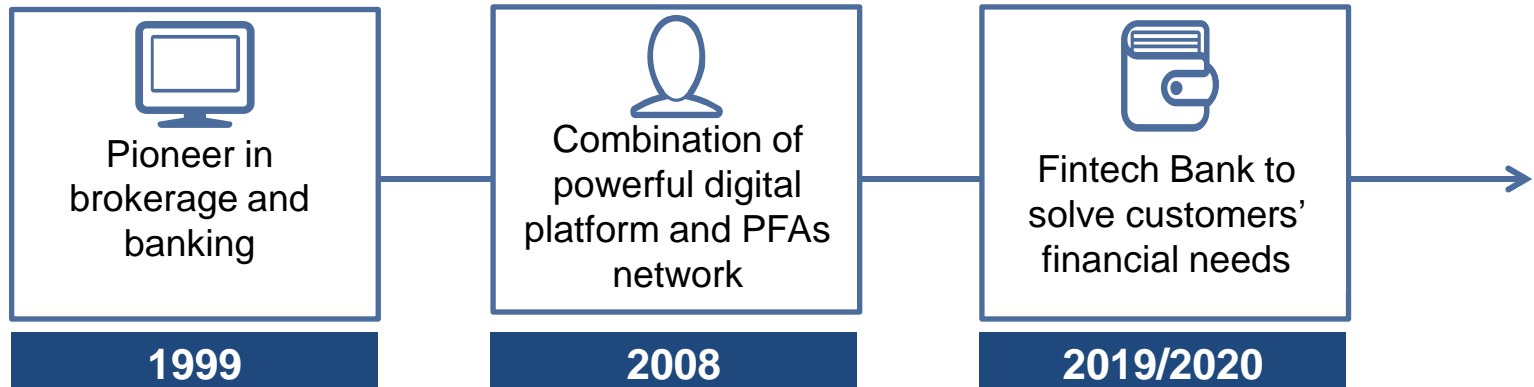 Pioneer in
brokerage and
banking
1999
Combination of
powerful digital
platform and PFAs
network
2008
Fintech Bank to
solve customers’
financial needs
2019/2020